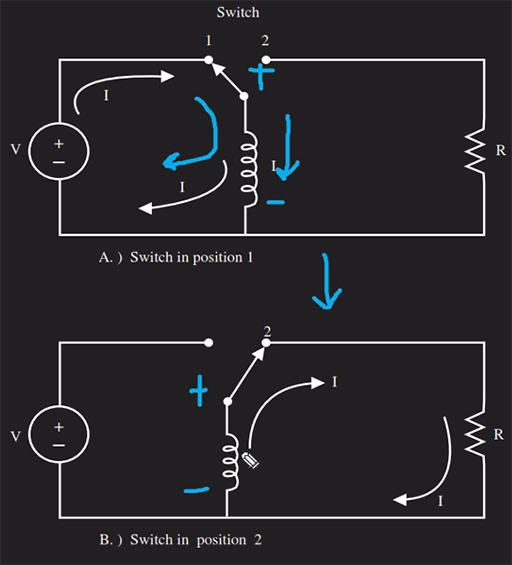 Switch
1 2
I
+
V
+
−
R
L
I
−
A. ) Switch in position 1
2
+
I
V
+
−
R
−
I
B. ) Switch in position 2